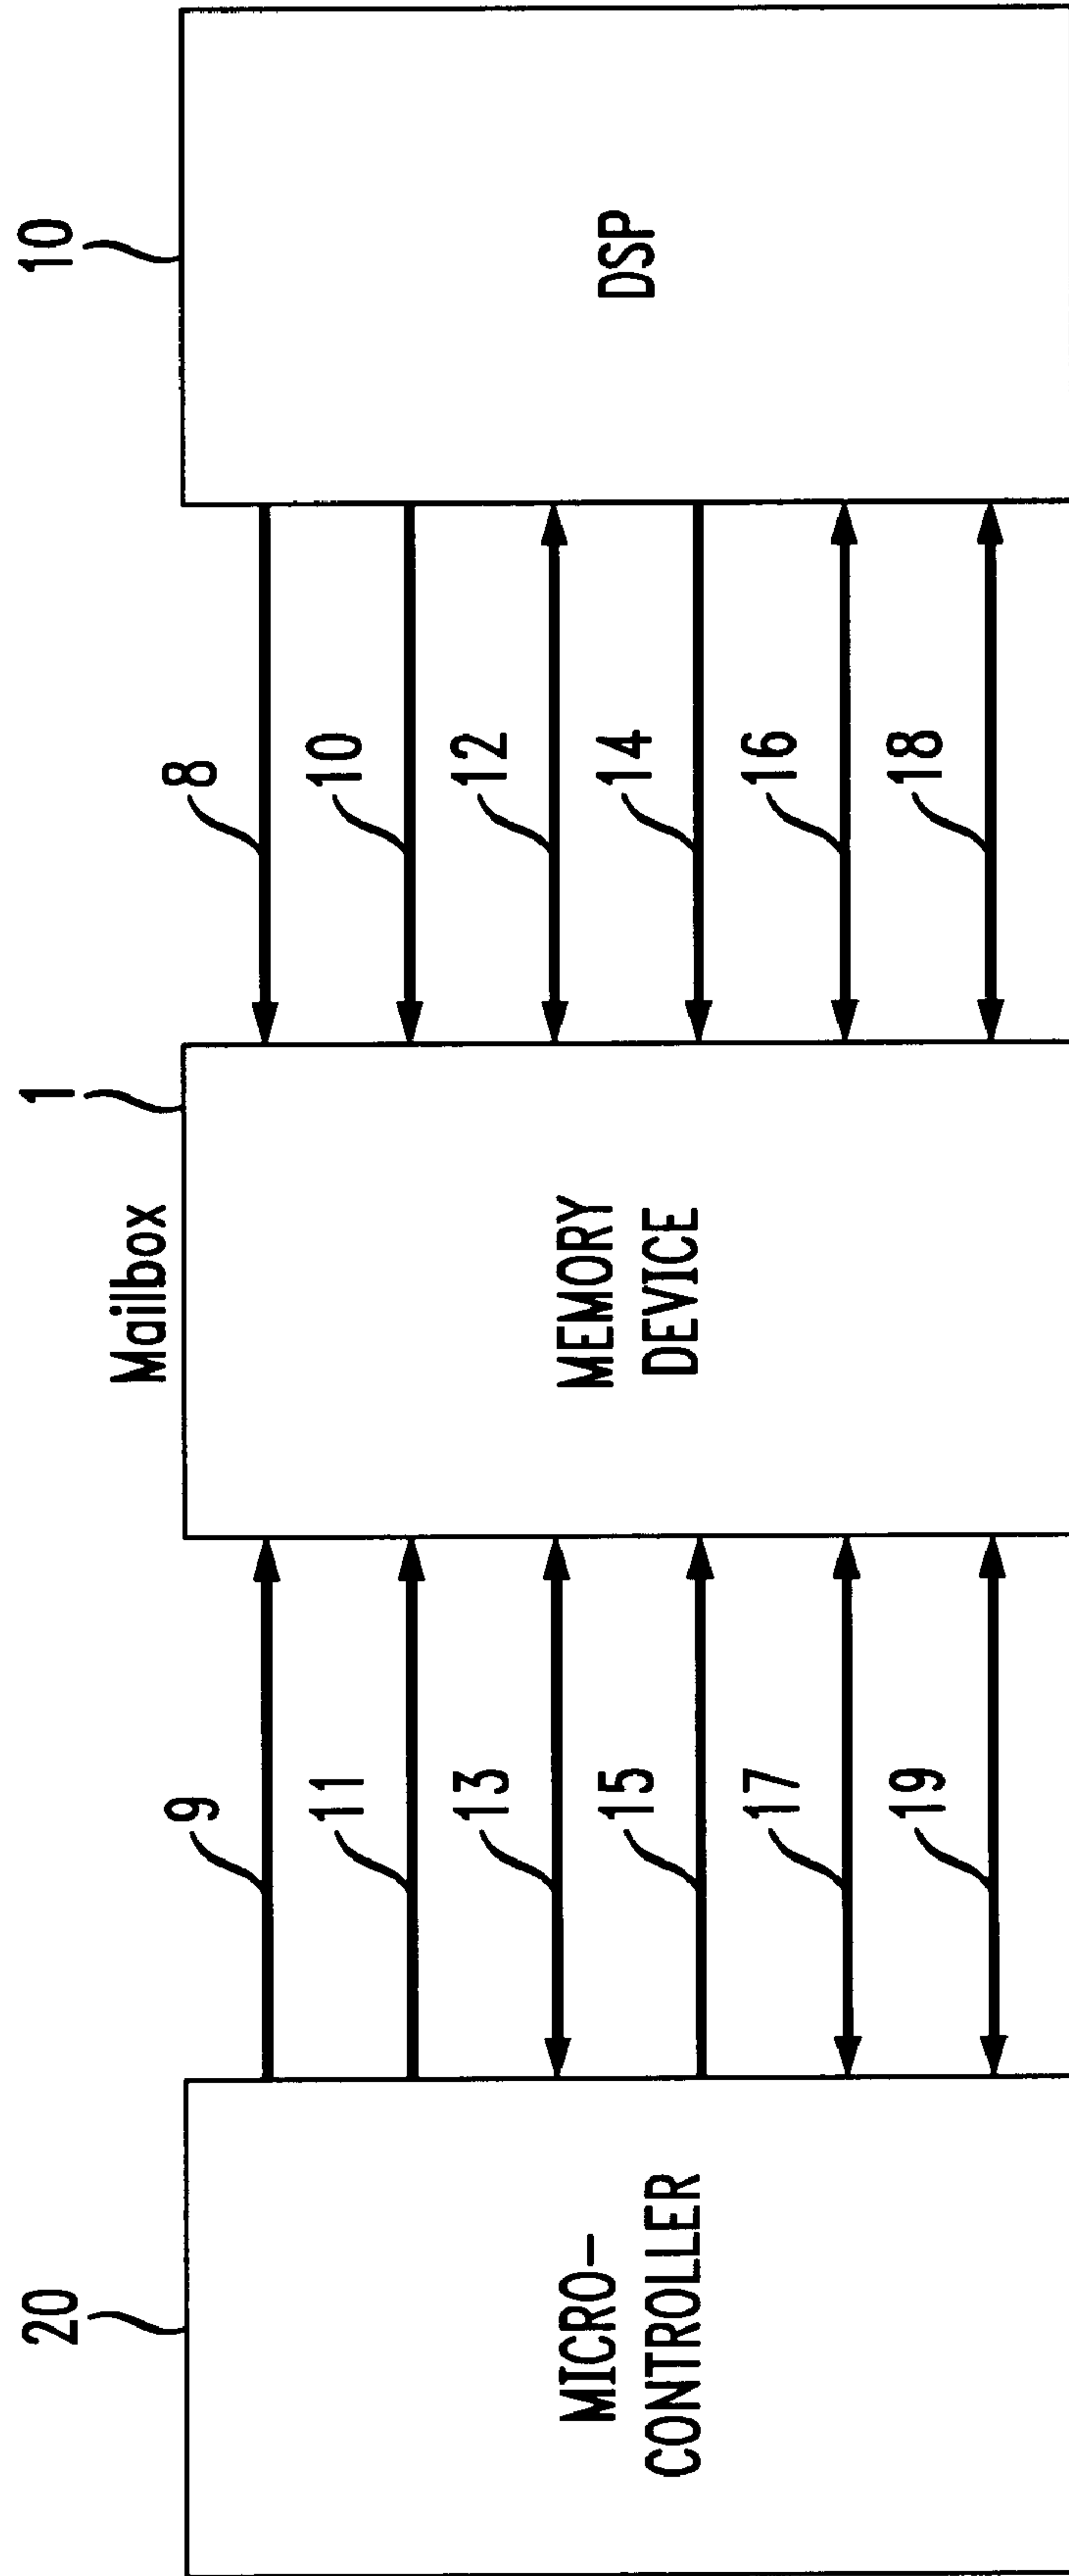 Mailbox
20
1
10
MICRO-
CONTROLLER
MEMORY
DEVICE
DSP
9
11
13
15
17
19
8
10
12
14
16
18